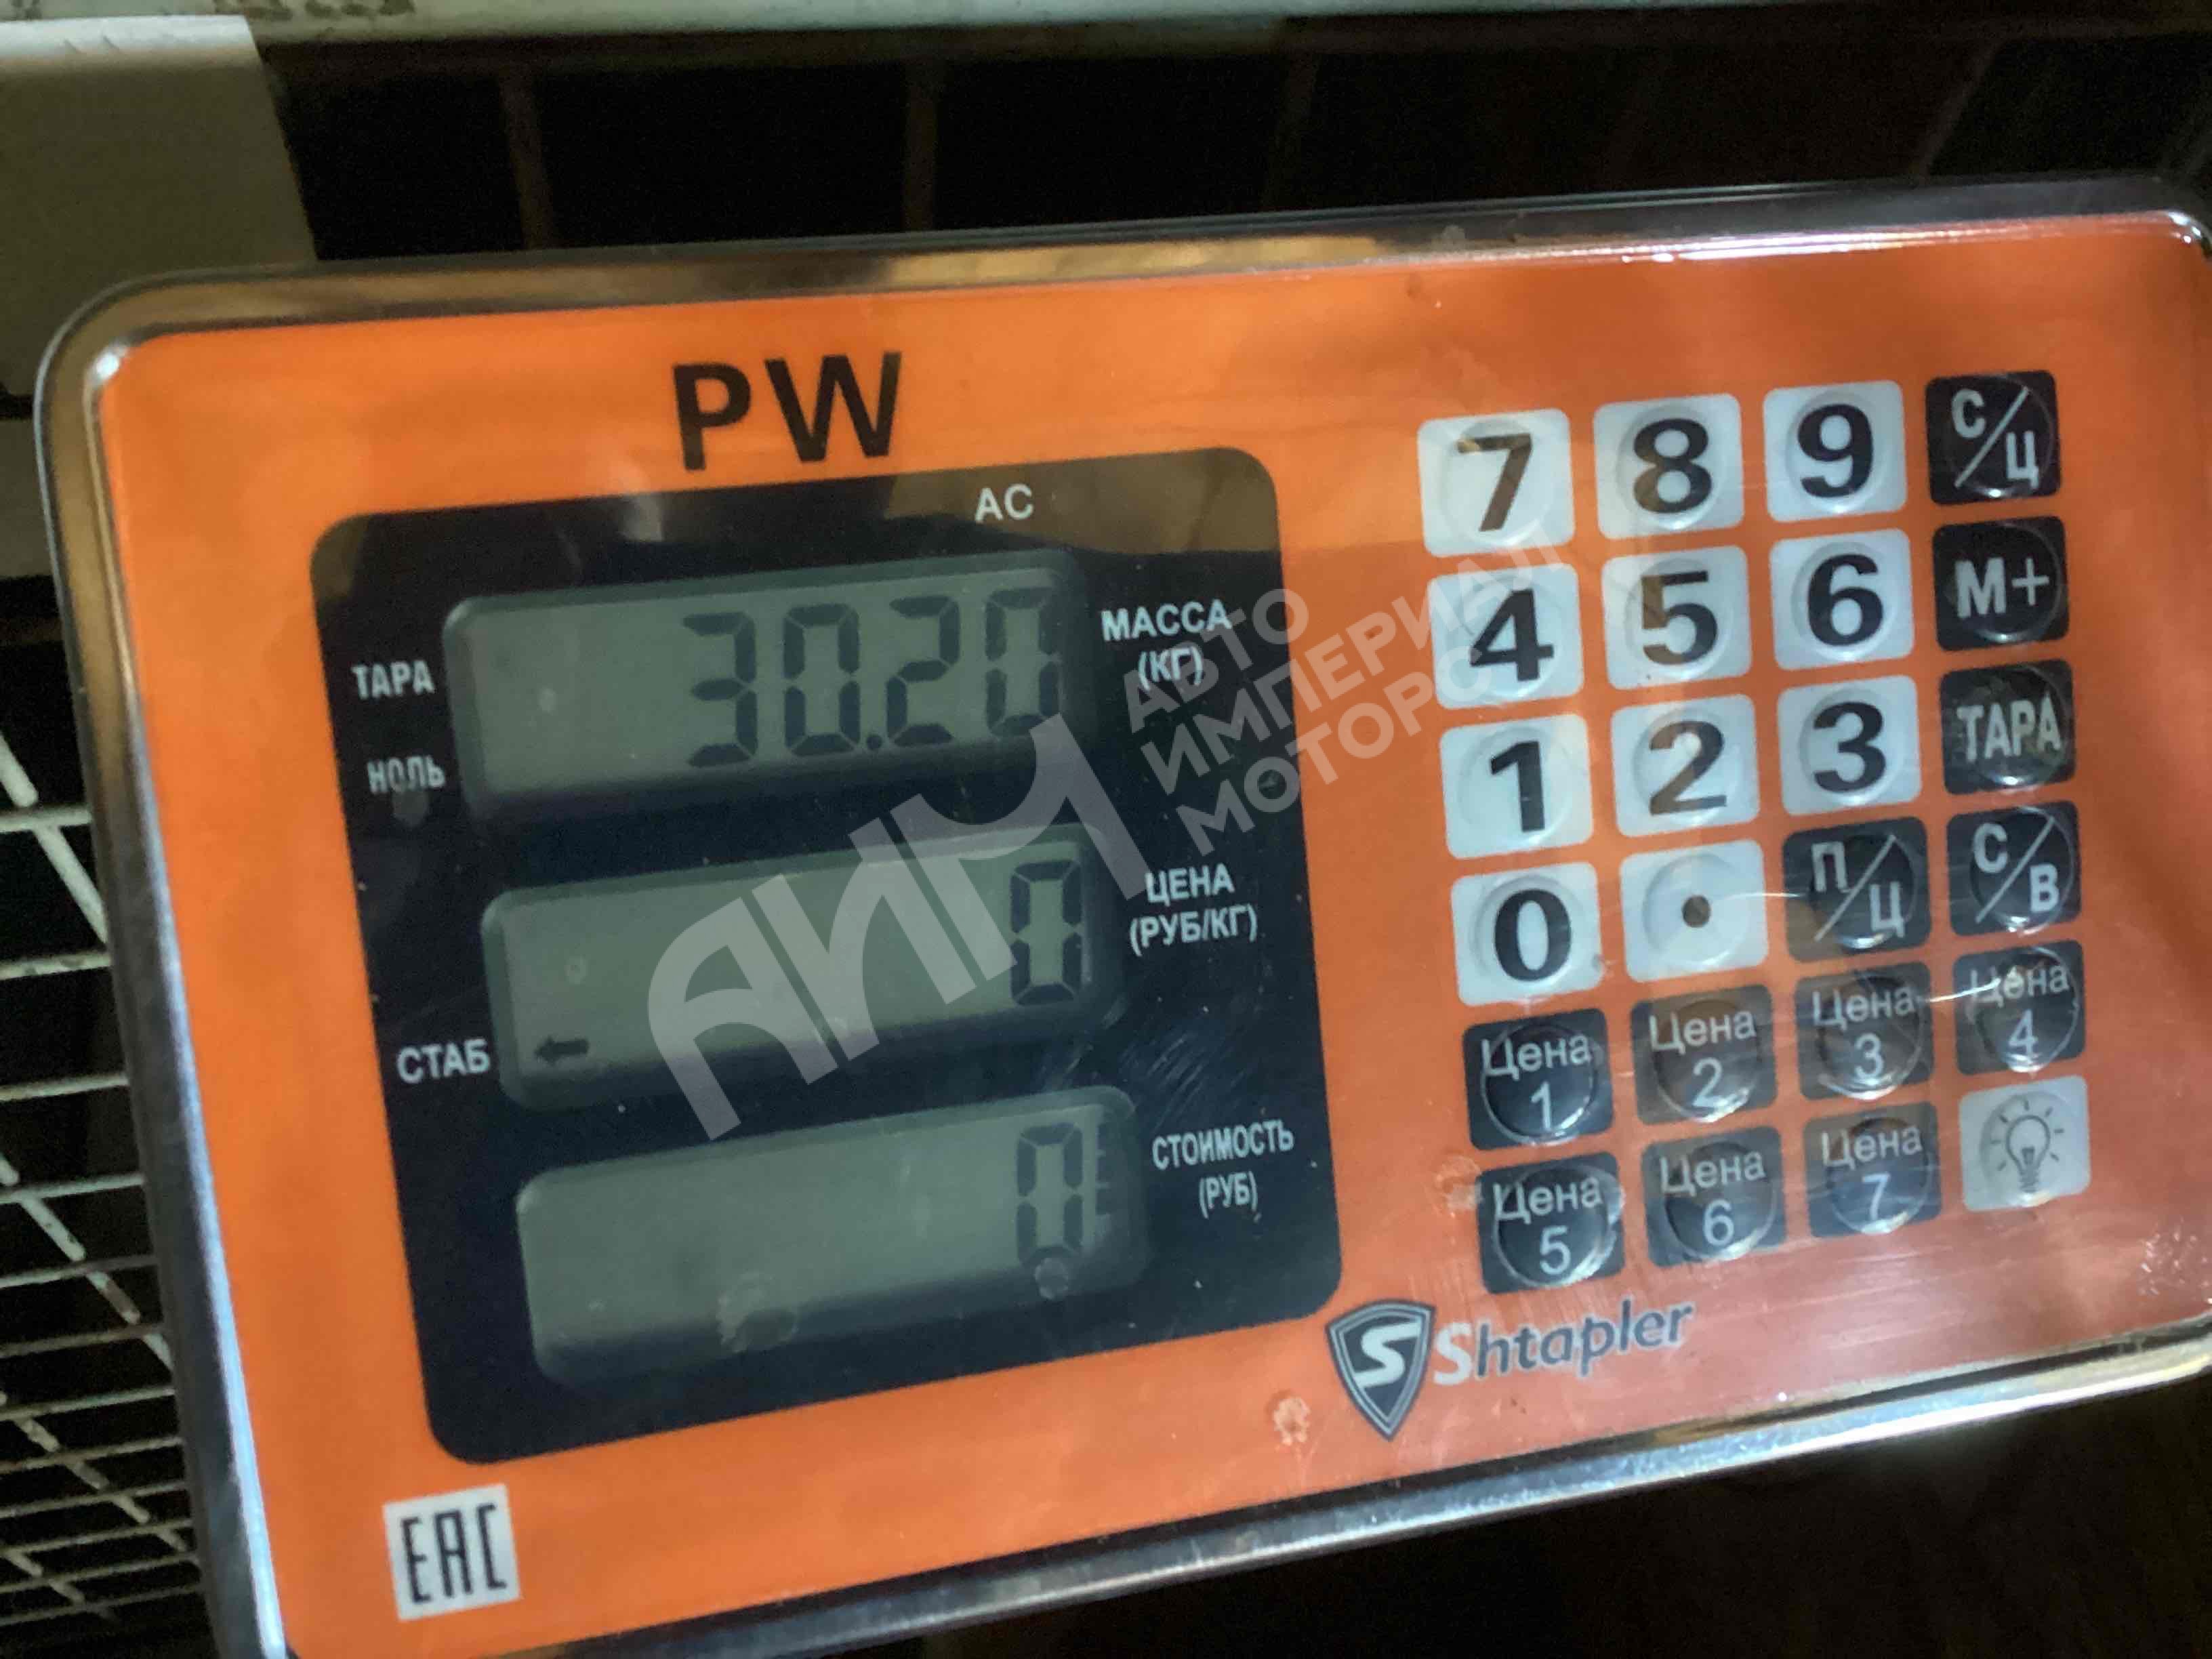 PW
AC
ТАРА
НОЛЬ
30.20
МАССА
(КГ)
0
ЦЕНА
(РУБ/КГ)
СТАБ
←
0
СТОИМОСТЬ
(РУБ)
7 8 9 С/Ц
4 5 6 М+
1 2 3 ТАРА
0 • П/Ц С/В
Цена 1 Цена 2 Цена 3 Цена 4
Цена 5 Цена 6 Цена 7
S Shtapler
EAC
АИМ
АВТО
ИМПЕРИАЛ
МОТОРС